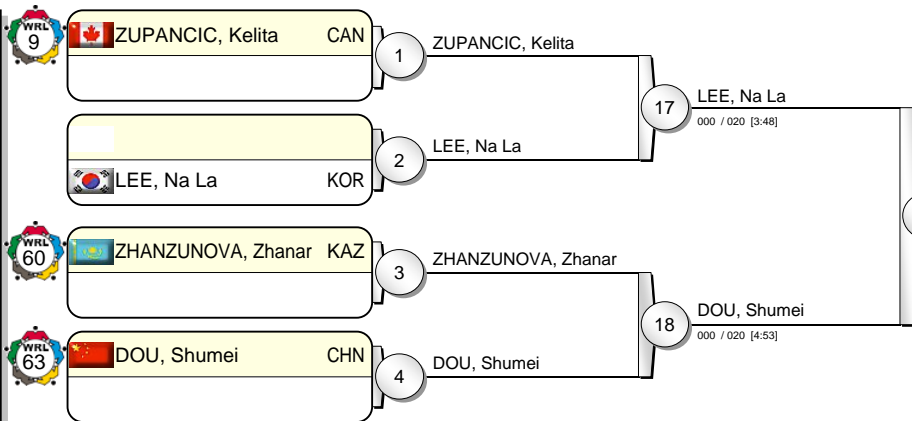 WRL
9
ZUPANCIC, Kelita CAN
1
ZUPANCIC, Kelita
17
LEE, Na La
000 / 020 [3:48]
2
LEE, Na La
LEE, Na La KOR
WRL
60
ZHANZUNOVA, Zhanar KAZ
3
ZHANZUNOVA, Zhanar
18
DOU, Shumei
000 / 020 [4:53]
WRL
63
DOU, Shumei CHN
4
DOU, Shumei